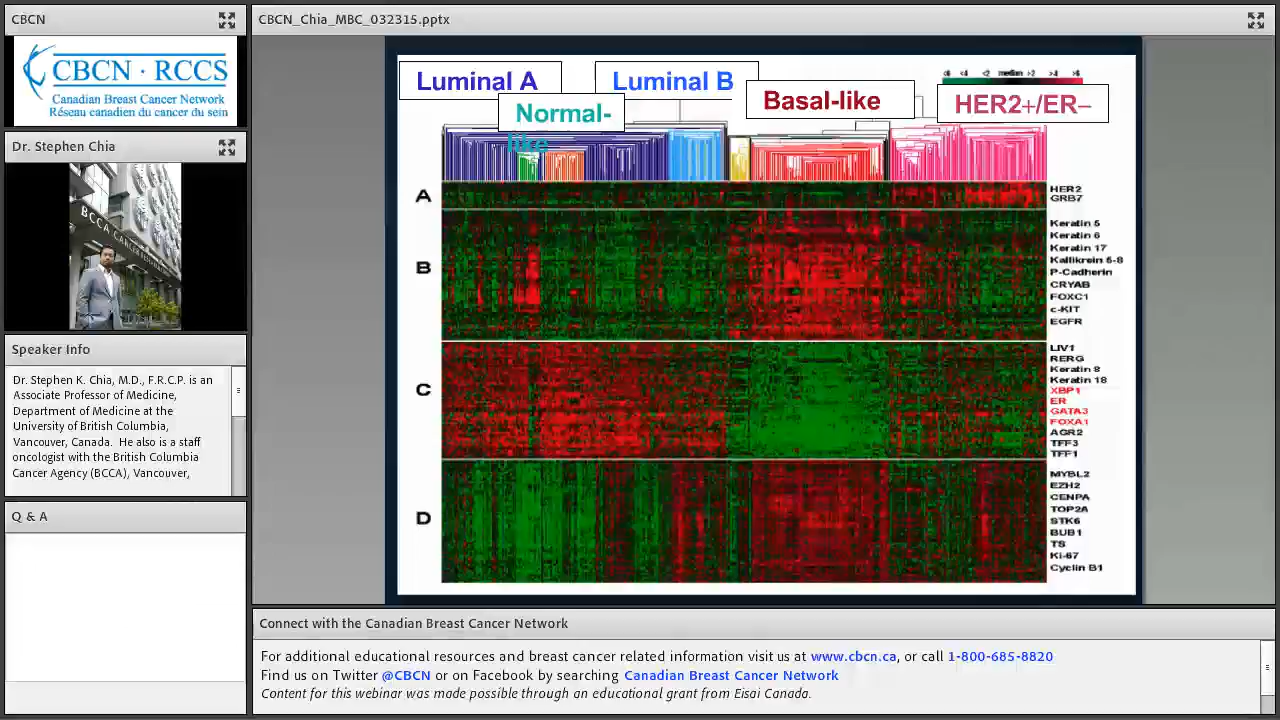 CBCN
CBCN_Chia_MBC_032315.pptx
CBCN · RCCS
Canadian Breast Cancer Network
Réseau canadien du cancer du sein
Dr. Stephen Chia
BCCA CANCER RESEARCH
Speaker Info
Dr. Stephen K. Chia, M.D., F.R.C.P. is an
Associate Professor of Medicine,
Department of Medicine at the
University of British Columbia,
Vancouver, Canada. He also is a staff
oncologist with the British Columbia
Cancer Agency (BCCA), Vancouver,
Q & A
Luminal A
Luminal B
Normal-
like
Basal-like
median
HER2+/ER–
A
HER2
GRB7
B
Keratin 5
Keratin 6
Keratin 17
Kallikrein 5-8
P-Cadherin
CRYAB
FOXC1
c-KIT
EGFR
C
LIV1
RERG
Keratin 8
Keratin 18
XBP1
ER
GATA3
FOXA1
AGR2
TFF3
TFF1
D
MYBL2
EZH2
CENPA
TOP2A
STK6
BUB1
TS
Ki-67
Cyclin B1
Connect with the Canadian Breast Cancer Network
For additional educational resources and breast cancer related information visit us at www.cbcn.ca, or call 1-800-685-8820
Find us on Twitter @CBCN or on Facebook by searching Canadian Breast Cancer Network
Content for this webinar was made possible through an educational grant from Eisai Canada.